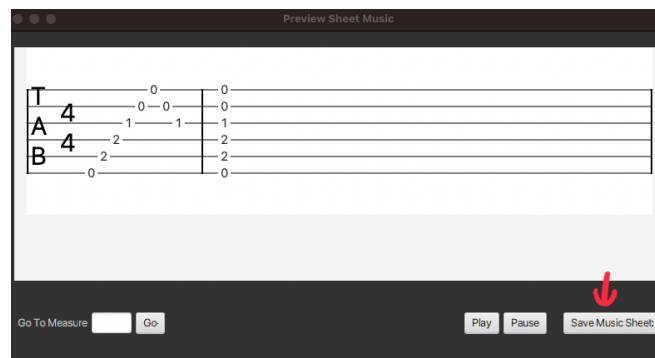 Preview Sheet Music
T
A
B
4
4
0 0
0 0 0
1 1 1
2 2
2 2
0 0
Go To Measure Go Play Pause Save Music Sheet